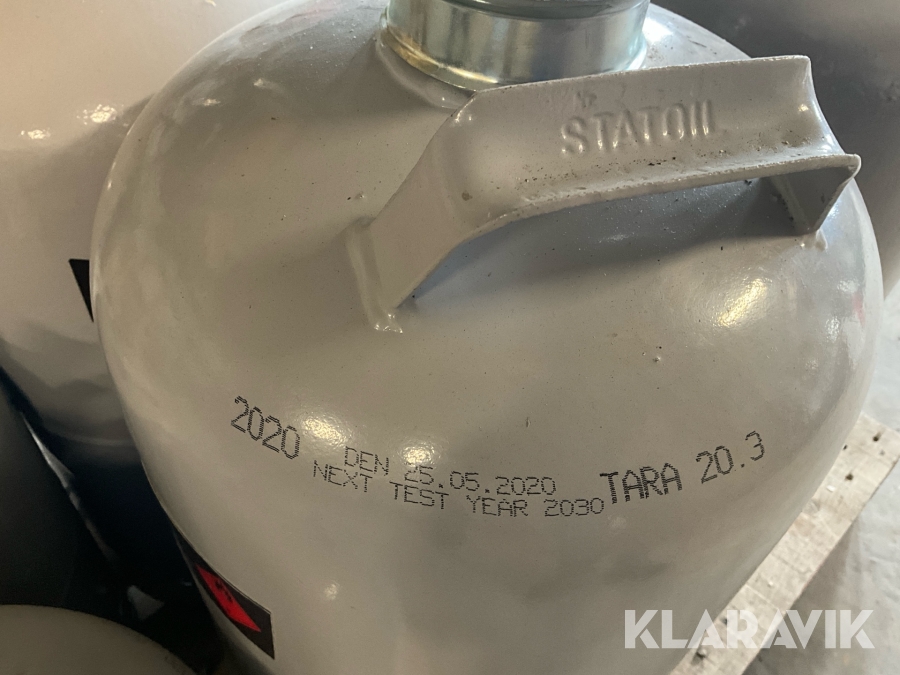 STATOIL
2020
DEN 25.05.2020
NEXT TEST YEAR 2030
TARA 20.3
KLARAVIK